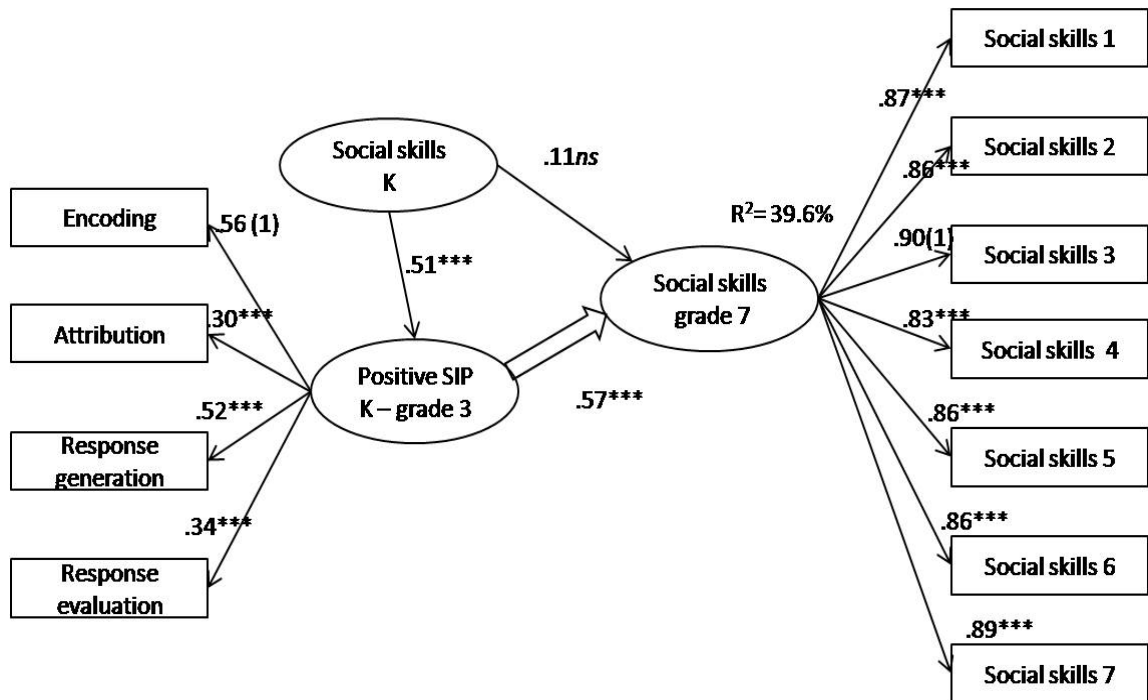 Social skills 1
.87***
Social skills
K
.11ns
.86***
Social skills 2
Encoding
.56 (1)
R²= 39.6%
.90(1)
Social skills 3
.51***
Social skills
grade 7
Attribution
.30***
.83***
Social skills  4
Positive SIP
K – grade 3
.57***
.52***
.86***
Response
generation
Social skills 5
.34***
.86***
Response
evaluation
Social skills 6
.89***
Social skills 7